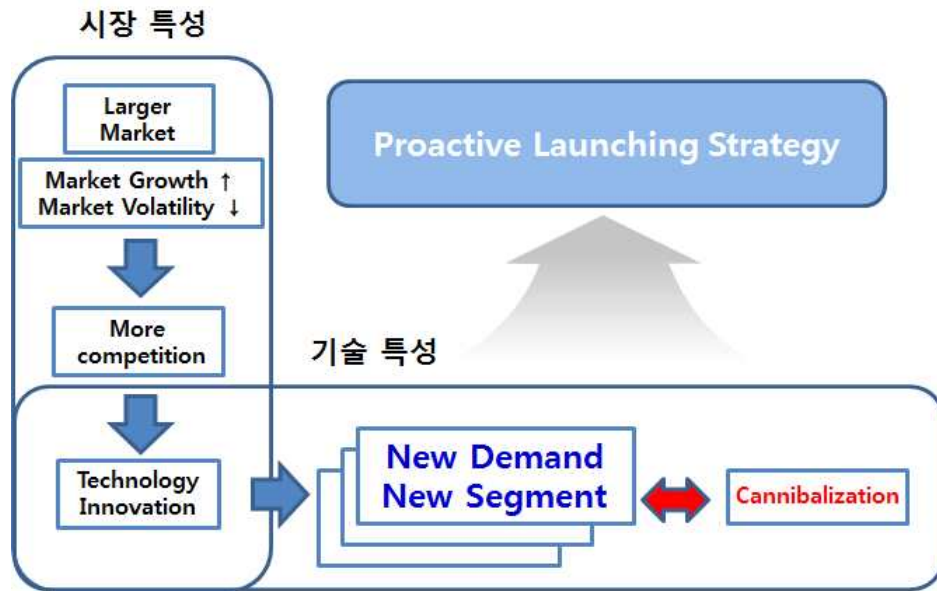 시장 특성
Larger
Market
Market Growth ↑
Market Volatility ↓
More
competition
Technology
Innovation
Proactive Launching Strategy
기술 특성
New Demand
New Segment
Cannibalization